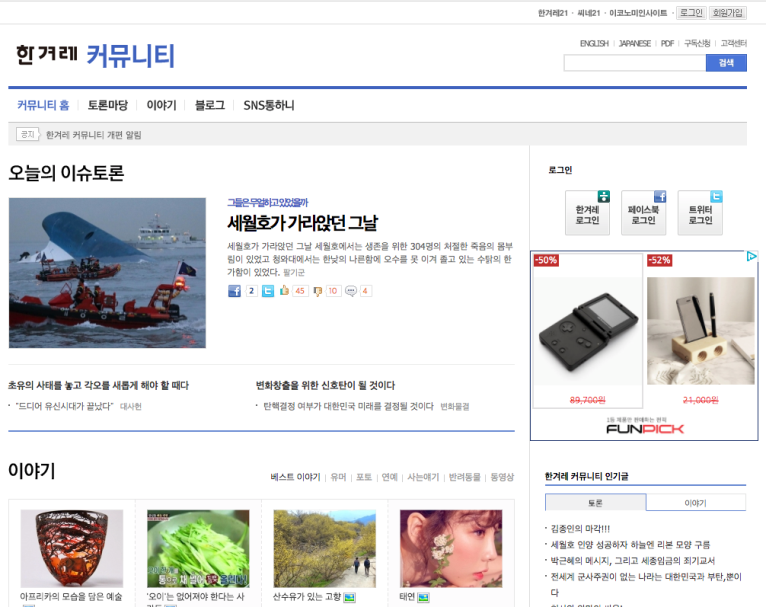 한겨레21 · 씨네21 · 이코노미인사이트 · 로그인 회원가입
한겨레 커뮤니티
ENGLISH JAPANESE PDF 구독신청 고객센터
검색
커뮤니티 홈 토론마당 이야기 블로그 SNS통하니
공지 한겨레 커뮤니티 개편 알림
오늘의 이슈토론
그들은 무얼하고 있었을까
세월호가 가라앉던 그날
세월호가 가라앉던 그날 세월호에서는 생존을 위한 304명의 처절한 죽음의 몸부
림이 있었고 청와대에서는 한낮의 나른함에 오수를 못 이겨 졸고 있는 수탉의 한
가함이 있었다. 필기군
2 45 10 4
초유의 사태를 놓고 각오를 새롭게 해야 할 때다
· "드디어 유신시대가 끝났다" 대사헌
변화창출을 위한 신호탄이 될 것이다
· 탄핵결정 여부가 대한민국 미래를 결정될 것이다 변화물결
이야기
베스트 이야기 유머 포토 연예 사는얘기 반려동물 동영상
아프리카의 모습을 담은 예술
'오이'는 없어져야 한다는 사
산수유가 있는 고향
태연
로그인
한겨레
로그인
페이스북
로그인
트위터
로그인
-50%
-52%
89,700원
21,000원
FUNPICK
한겨레 커뮤니티 인기글
토론 이야기
· 김종인의 마각!!!
· 세월호 인양 성공하자 하늘엔 리본 모양 구름
· 박근혜의 메시지, 그리고 세종임금의 죄기교서
· 전세계 군사주권이 없는 나라는 대한민국과 부탄,뿐이
다